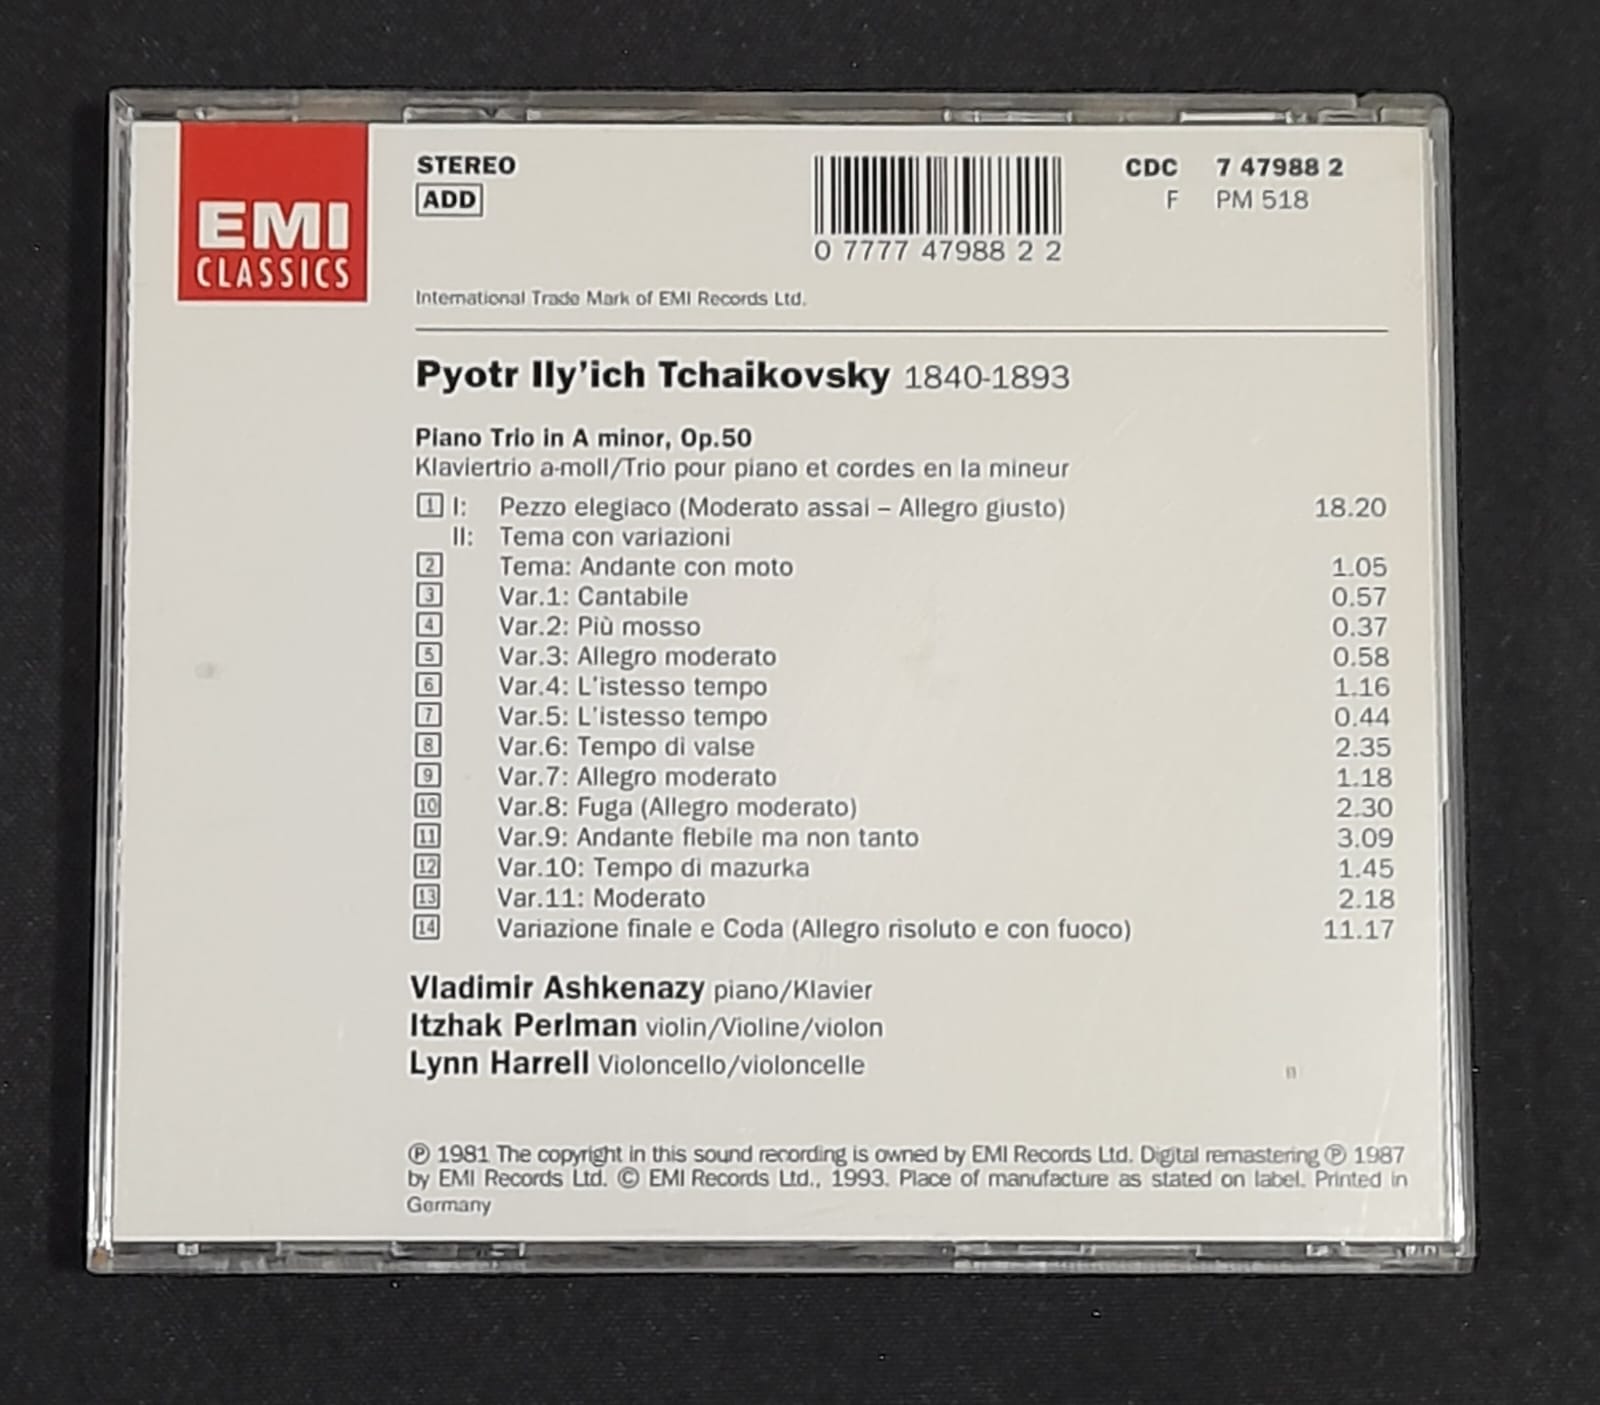 EMI
CLASSICS
STEREO
ADD
0 7777 47988 2 2
CDC 7 47988 2
F PM 518
International Trade Mark of EMI Records Ltd.
Pyotr Ily'ich Tchaikovsky 1840-1893
Piano Trio in A minor, Op.50
Klaviertrio a-moll/Trio pour piano et cordes en la mineur
1 I: Pezzo elegiaco (Moderato assai – Allegro giusto) 18.20
II: Tema con variazioni
2 Tema: Andante con moto 1.05
3 Var.1: Cantabile 0.57
4 Var.2: Più mosso 0.37
5 Var.3: Allegro moderato 0.58
6 Var.4: L'istesso tempo 1.16
7 Var.5: L'istesso tempo 0.44
8 Var.6: Tempo di valse 2.35
9 Var.7: Allegro moderato 1.18
10 Var.8: Fuga (Allegro moderato) 2.30
11 Var.9: Andante flebile ma non tanto 3.09
12 Var.10: Tempo di mazurka 1.45
13 Var.11: Moderato 2.18
14 Variazione finale e Coda (Allegro risoluto e con fuoco) 11.17
Vladimir Ashkenazy piano/Klavier
Itzhak Perlman violin/Violine/violon
Lynn Harrell Violoncello/violoncelle
℗ 1981 The copyright in this sound recording is owned by EMI Records Ltd. Digital remastering ℗ 1987
by EMI Records Ltd. © EMI Records Ltd., 1993. Place of manufacture as stated on label. Printed in
Germany